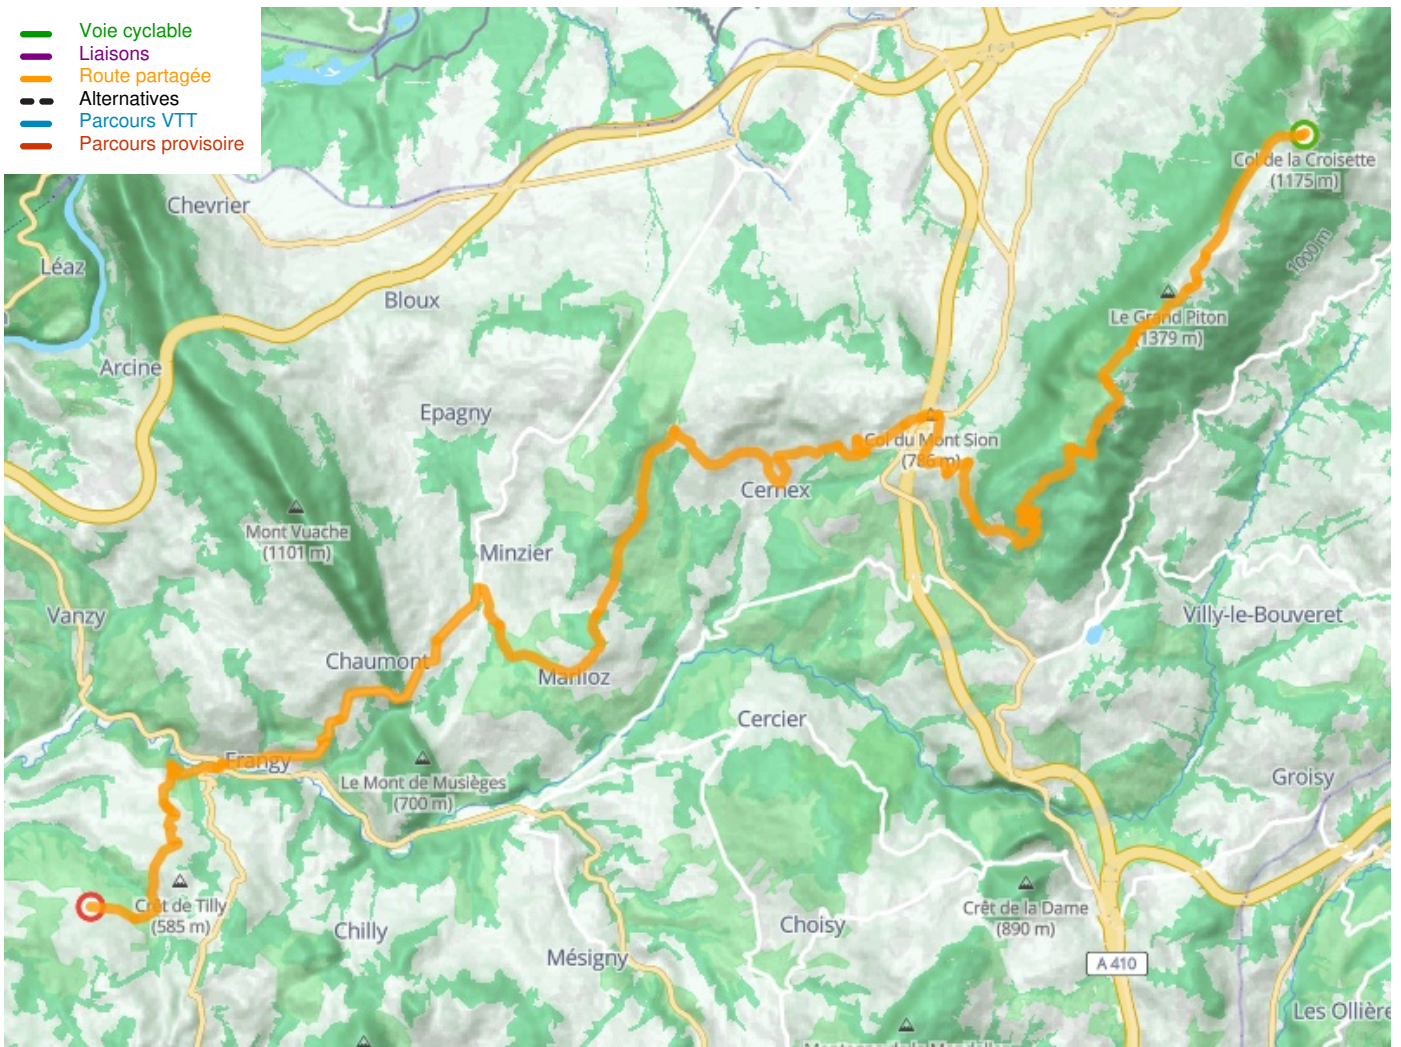 Voie cyclable
Liaisons
Route partagée
Alternatives
Parcours VTT
Parcours provisoire
Col de la Croisette
(1175 m)
Chevrier
1000 m
Léaz
Bloux
Le Grand Piton
(1379 m)
Arcine
Epagny
Col du Mont Sion
(786 m)
Cernex
Mont Vuache
(1101 m)
Minzier
Vanzy
Villy-le-Bouveret
Chaumont
Marlioz
Cercier
Frangy
Le Mont de Musièges
(700 m)
Groisy
Crêt de Tilly
(585 m)
Crêt de la Dame
(890 m)
Choisy
Chilly
Mésigny
A 410
Les Ollière